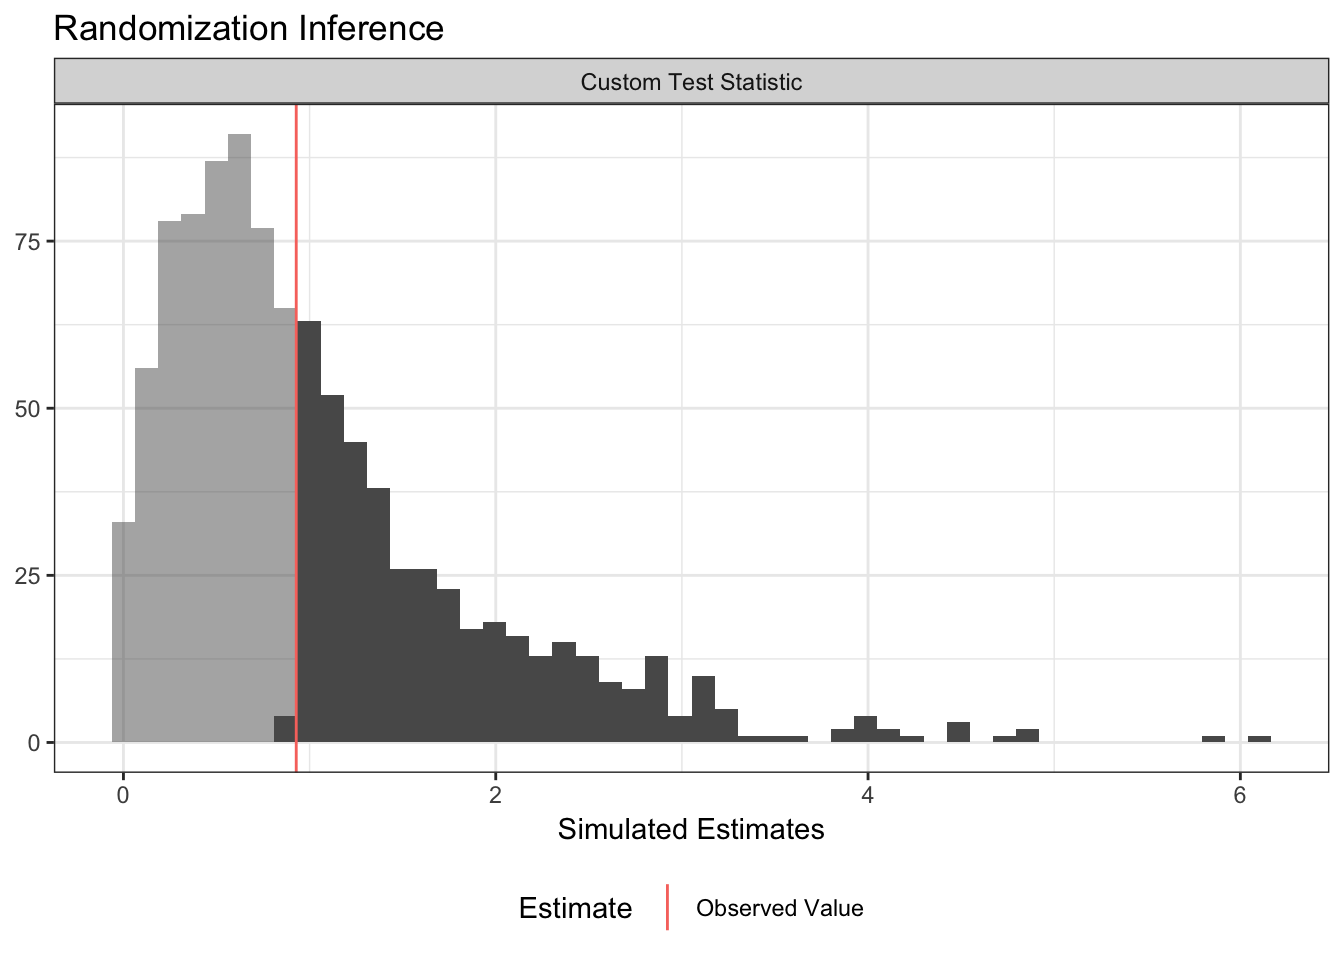 Randomization Inference
Custom Test Statistic
75
50
25
0
0 2 4 6
Simulated Estimates
Estimate Observed Value